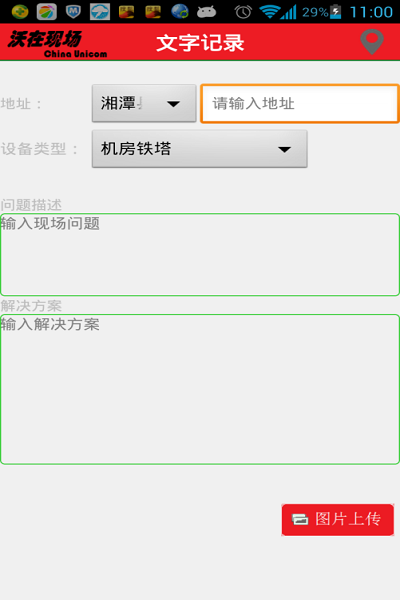 29% 11:00
沃在现场
China Unicom
文字记录
地址：
湘潭
请输入地址
设备类型：
机房铁塔
问题描述
输入现场问题
解决方案
输入解决方案
图片上传